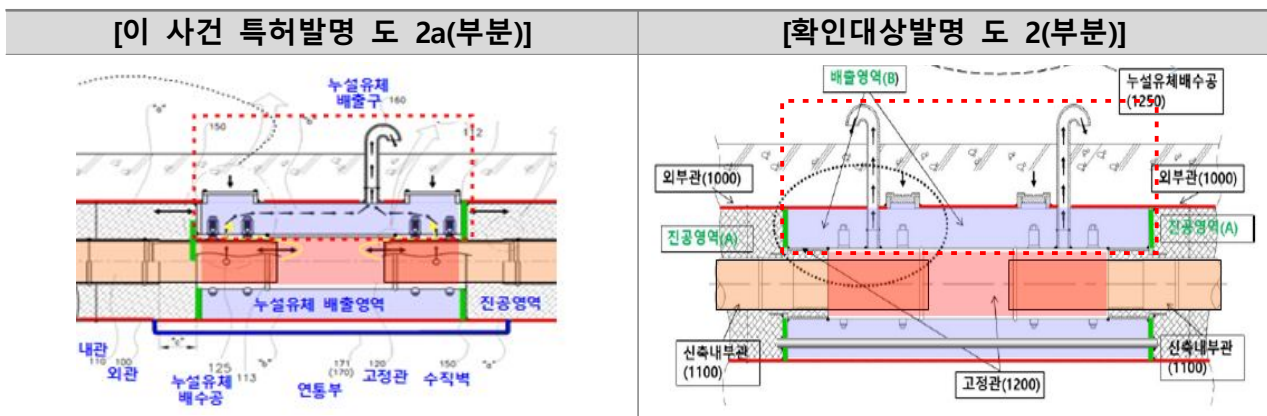 [이 사건 특허발명 도 2a(부분)]
[확인대상발명 도 2(부분)]
누설유체
배출구
160
150
"b"
누설유체 배출영역
진공영역
내관
110
외관
100
"c"
125
누설유체
배수공
113
"b"
연통부
171
(170)
고정관
120
수직벽
150
"a"
배출영역(B)
누설유체배수공
(1250)
외부관(1000)
외부관(1000)
진공영역(A)
진공영역(A)
신축내부관
(1100)
고정관(1200)
신축내부관
(1100)